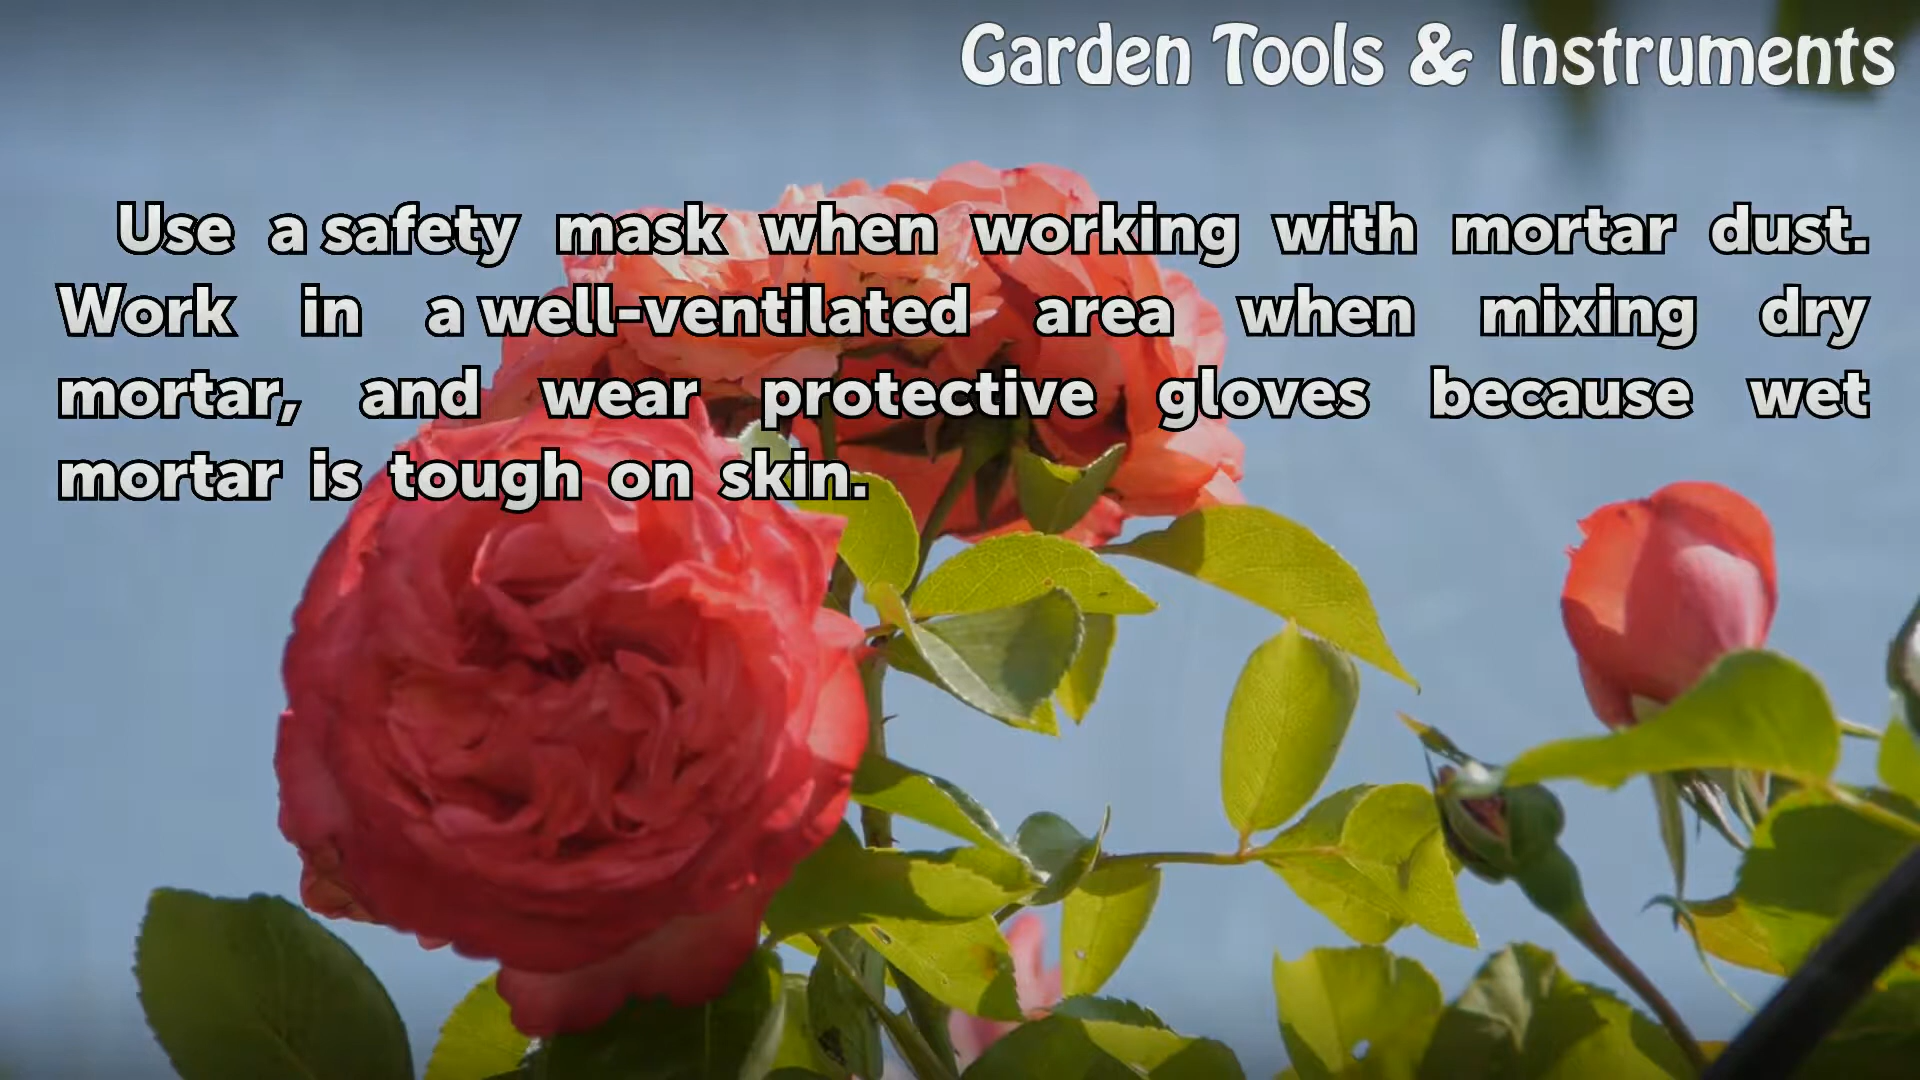 Garden Tools & Instruments
Use a safety mask when working with mortar dust.
Work in a well-ventilated area when mixing dry
mortar, and wear protective gloves because wet
mortar is tough on skin.